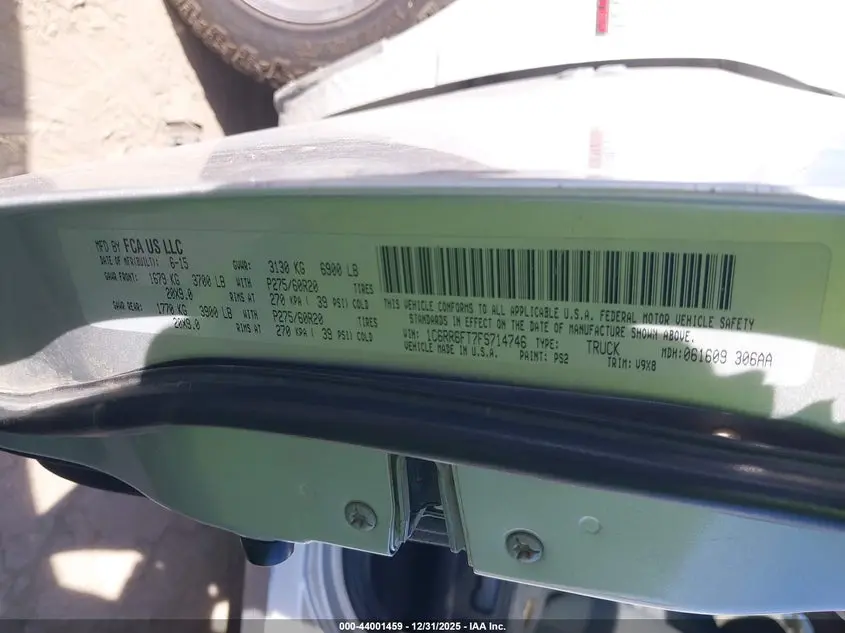 MFD BY FCA US LLC
DATE OF MFR(BUILT): 6-15 GVWR: 3130 KG 6900 LB
GAWR FRONT: 1679 KG 3700 LB WITH P275/60R20 TIRES
20X9.0 RIMS AT 270 KPA ( 39 PSI) COLD
GAWR REAR: 1770 KG 3900 LB WITH P275/60R20 TIRES
20X9.0 RIMS AT 270 KPA ( 39 PSI) COLD
THIS VEHICLE CONFORMS TO ALL APPLICABLE U.S.A. FEDERAL MOTOR VEHICLE SAFETY
STANDARDS IN EFFECT ON THE DATE OF MANUFACTURE SHOWN ABOVE.
VIN: 1C6RR6FT7FS714746 TYPE: TRUCK MDH: 061609 306AA
VEHICLE MADE IN U.S.A. PAINT: PS2 TRIM: V9X8
000-44001459 - 12/31/2025 - IAA Inc.